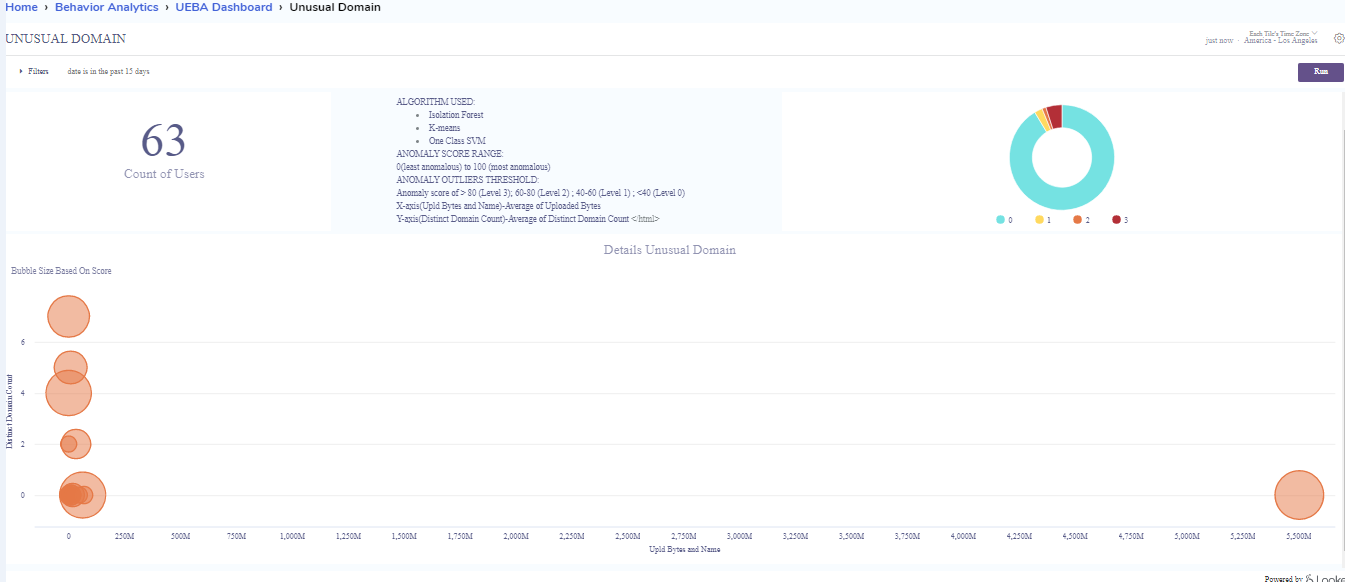 Home › Behavior Analytics › UEBA Dashboard › Unusual Domain
UNUSUAL DOMAIN
Each Tile's Time Zone
just now · America - Los Angeles
Filters date is in the past 15 days
Run
63
Count of Users
ALGORITHM USED:
• Isolation Forest
• K-means
• One Class SVM
ANOMALY SCORE RANGE:
0(least anomalous) to 100 (most anomalous)
ANOMALY OUTLIERS THRESHOLD:
Anomaly score of > 80 (Level 3); 60-80 (Level 2) ; 40-60 (Level 1) ; <40 (Level 0)
X-axis(Upld Bytes and Name)-Average of Uploaded Bytes
Y-axis(Distinct Domain Count)-Average of Distinct Domain Count </html>
0 1 2 3
Details Unusual Domain
Bubble Size Based On Score
Distinct Domain Count
6
4
2
0
0 250M 500M 750M 1,000M 1,250M 1,500M 1,750M 2,000M 2,250M 2,500M 2,750M 3,000M 3,250M 3,500M 3,750M 4,000M 4,250M 4,500M 4,750M 5,000M 5,250M 5,500M
Upld Bytes and Name
Powered by Looke